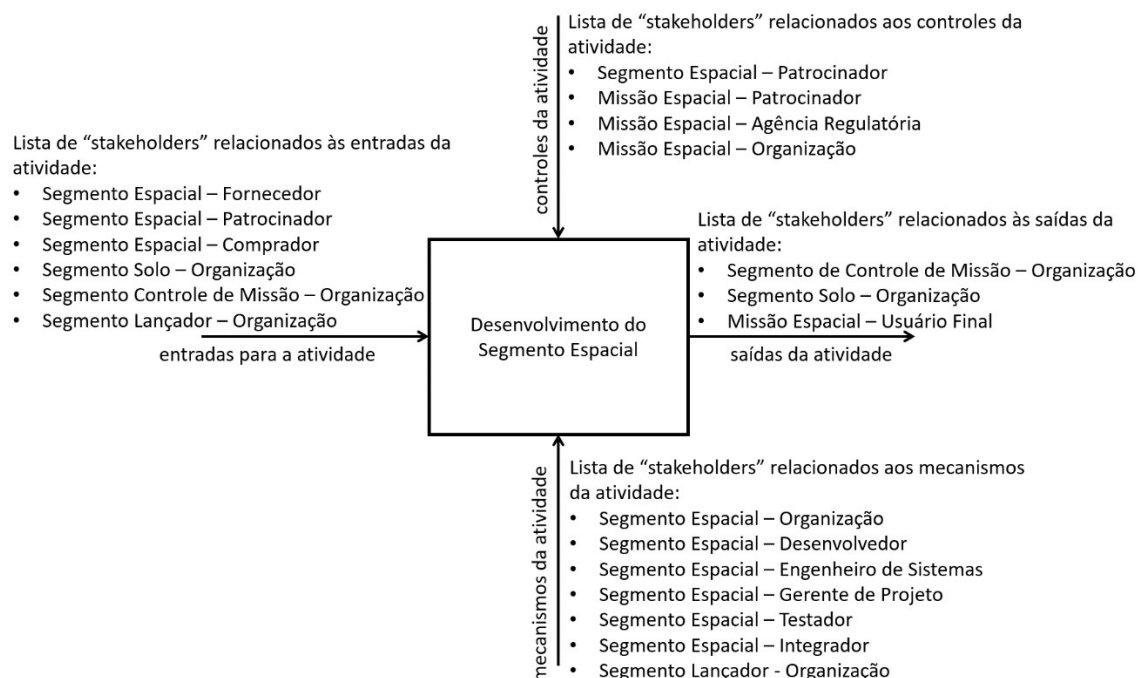 Lista de “stakeholders” relacionados aos controles da
atividade:
• Segmento Espacial – Patrocinador
• Missão Espacial – Patrocinador
• Missão Espacial – Agência Regulatória
• Missão Espacial – Organização
controles da atividade
Lista de “stakeholders” relacionados às entradas da
atividade:
• Segmento Espacial – Fornecedor
• Segmento Espacial – Patrocinador
• Segmento Espacial – Comprador
• Segmento Solo – Organização
• Segmento Controle de Missão – Organização
• Segmento Lançador – Organização
entradas para a atividade
Desenvolvimento do
Segmento Espacial
Lista de “stakeholders” relacionados às saídas da
atividade:
• Segmento de Controle de Missão – Organização
• Segmento Solo – Organização
• Missão Espacial – Usuário Final
saídas da atividade
mecanismos da atividade
Lista de “stakeholders” relacionados aos mecanismos
da atividade:
• Segmento Espacial – Organização
• Segmento Espacial – Desenvolvedor
• Segmento Espacial – Engenheiro de Sistemas
• Segmento Espacial – Gerente de Projeto
• Segmento Espacial – Testador
• Segmento Espacial – Integrador
• Segmento Lançador - Organização